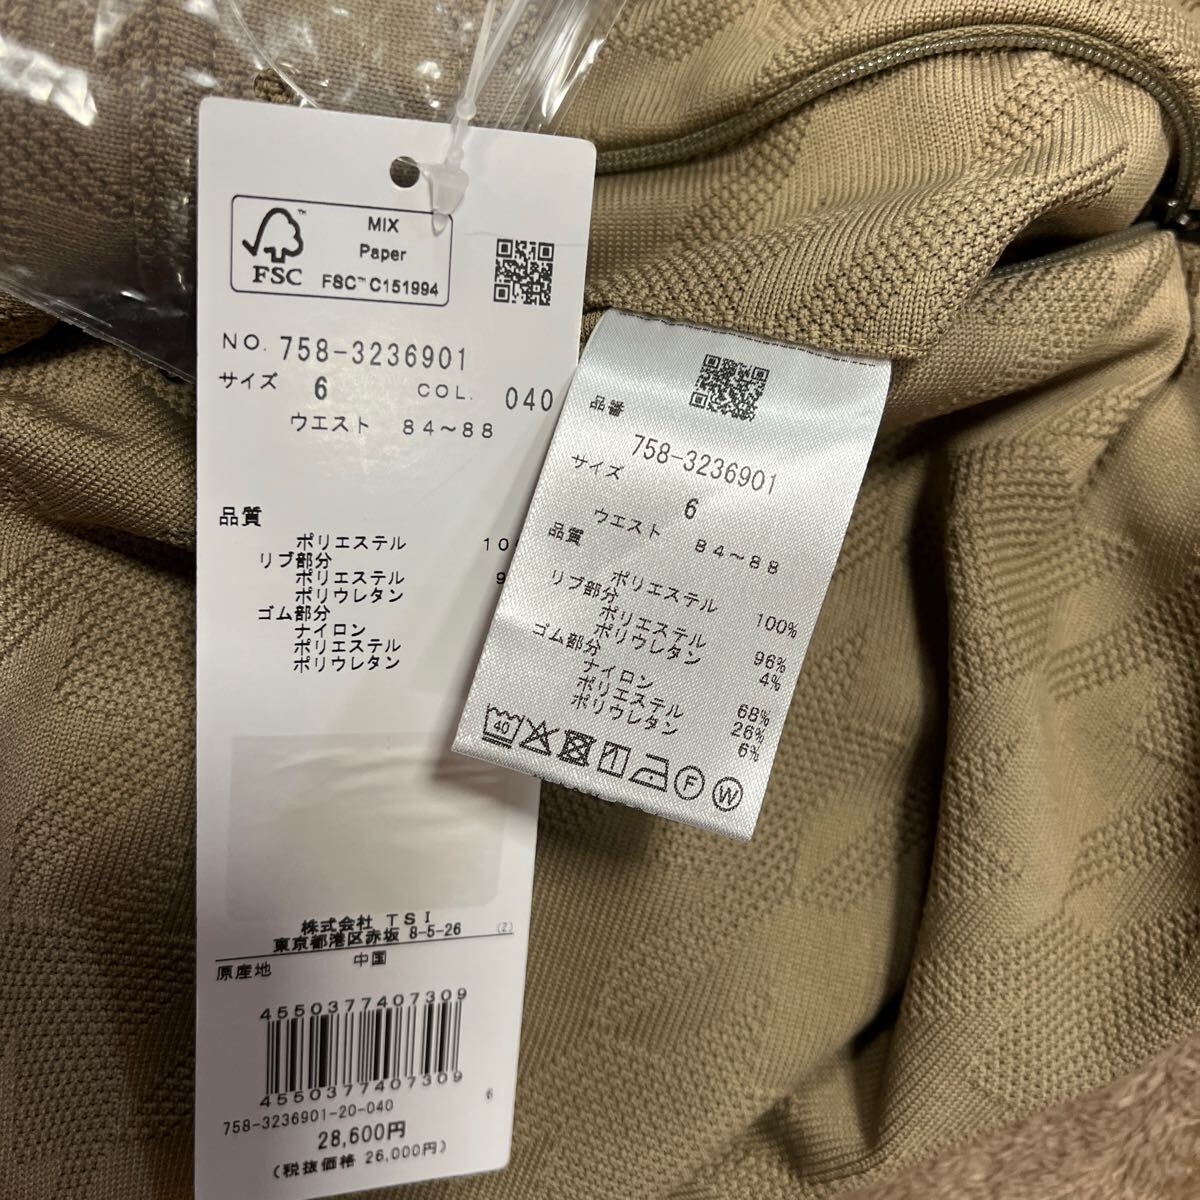 MIX
Paper
FSC™ C151994
™
FSC
NO. 758-3236901
サイズ 6 COL. 040
ウエスト 84～88
品質
ポリエステル 10
リブ部分
ポリエステル 9
ポリウレタン
ゴム部分
ナイロン
ポリエステル
ポリウレタン
株式会社 TSI
東京都港区赤坂 8-5-26 (Z)
原産地 中国
4550377407309
4550377407309
758-3236901-20-040 6
28,600円
(税抜価格 26,000円)
品番
758-3236901
サイズ 6
ウエスト 84～88
品質
ポリエステル 100%
リブ部分
ポリエステル 96%
ポリウレタン 4%
ゴム部分
ナイロン 68%
ポリエステル 26%
ポリウレタン 6%
40 F W